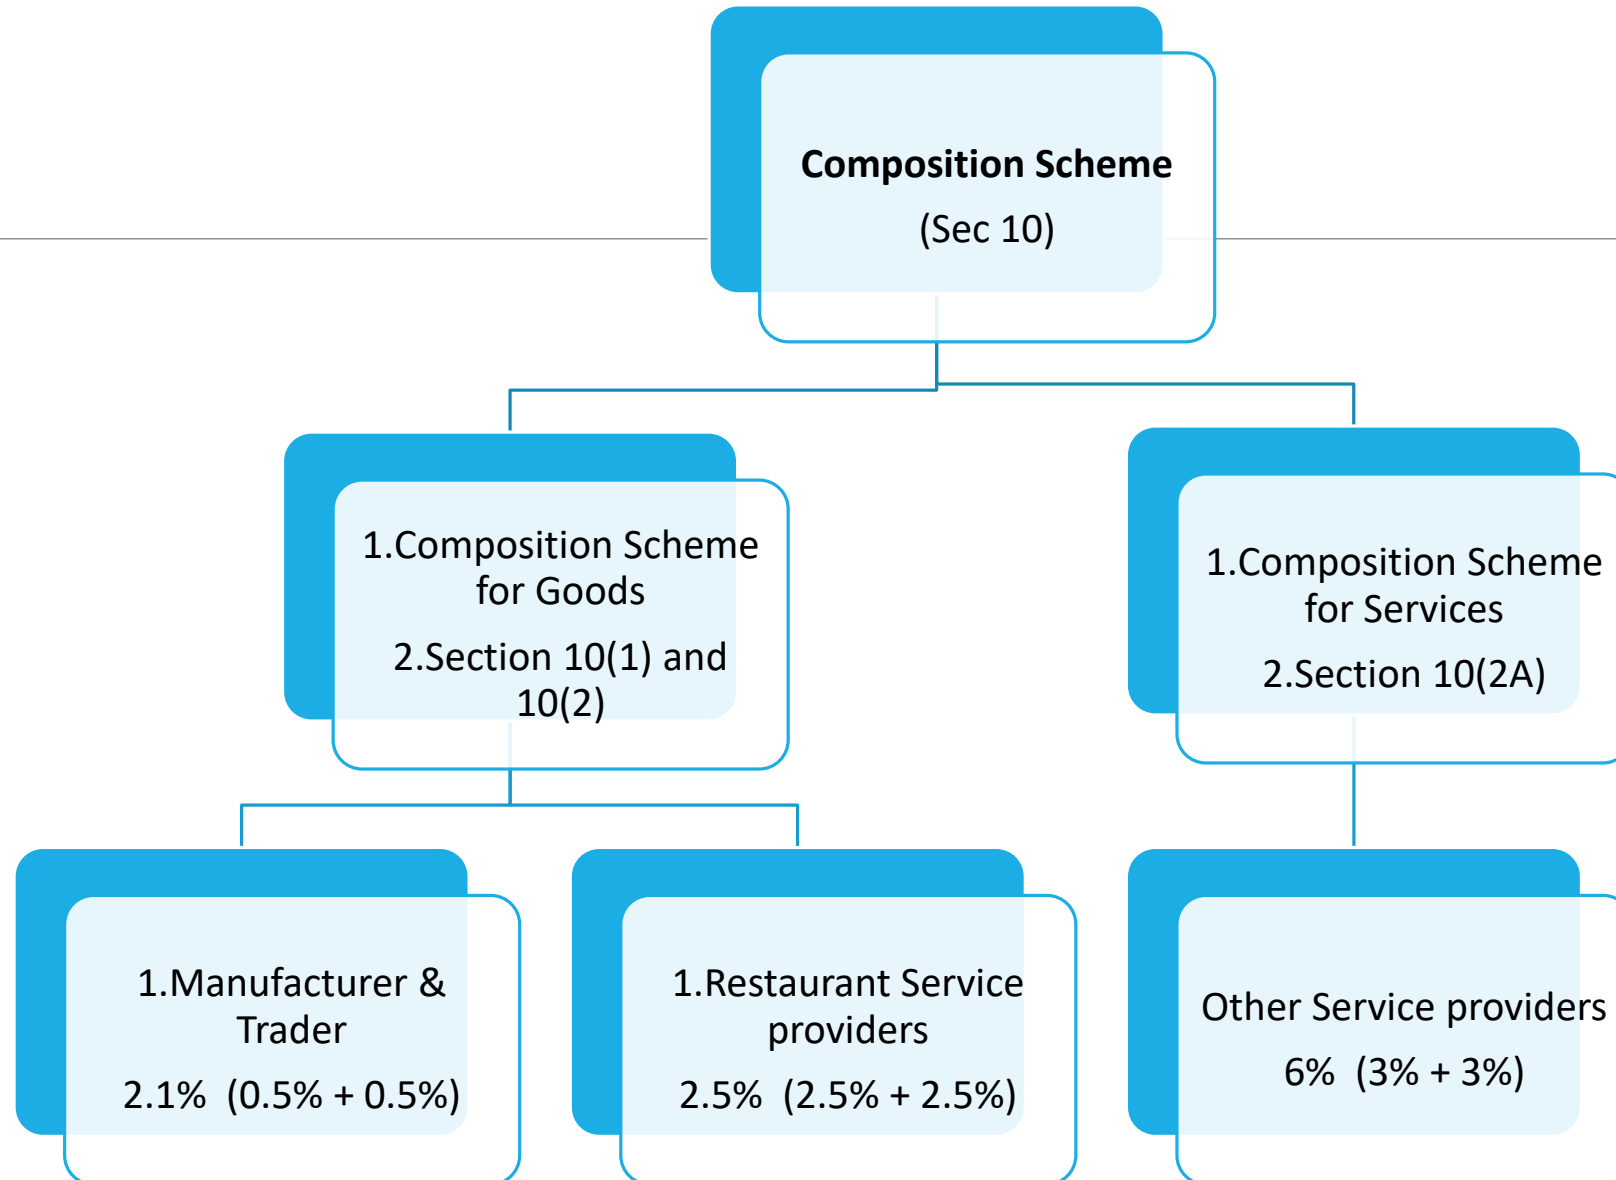 Composition Scheme
(Sec 10)
1.Composition Scheme
for Goods
2.Section 10(1) and
10(2)
1.Composition Scheme
for Services
2.Section 10(2A)
1.Manufacturer &
Trader
2.1%  (0.5% + 0.5%)
1.Restaurant Service
providers
2.5%  (2.5% + 2.5%)
Other Service providers
6%  (3% + 3%)